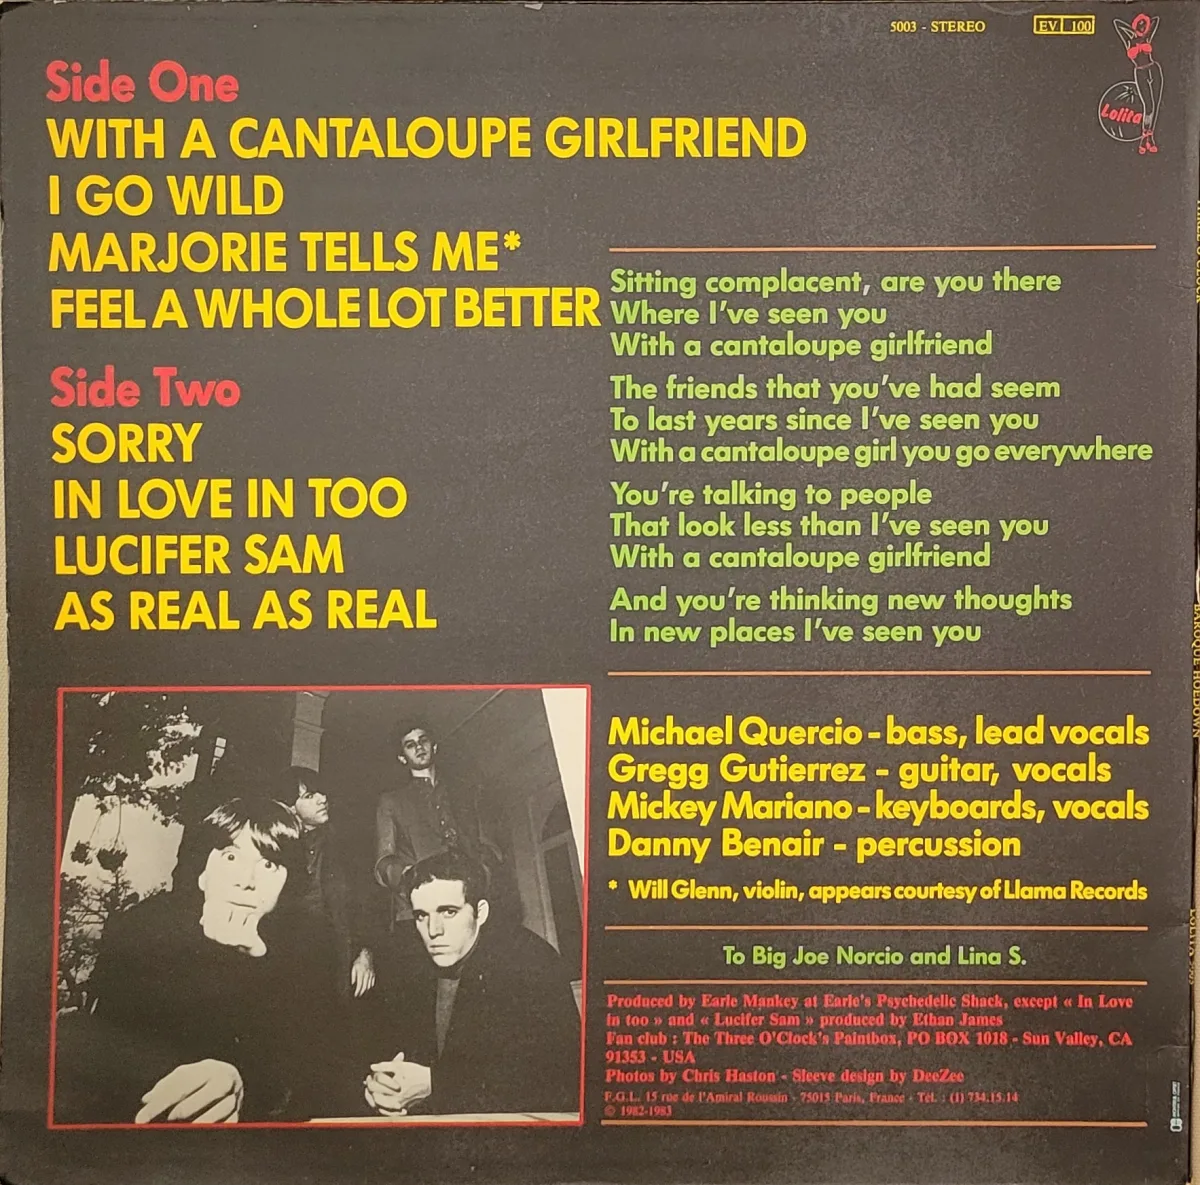 5003 - STEREO
EV 100
Lolita
Side One
WITH A CANTALOUPE GIRLFRIEND
I GO WILD
MARJORIE TELLS ME*
FEEL A WHOLE LOT BETTER
Side Two
SORRY
IN LOVE IN TOO
LUCIFER SAM
AS REAL AS REAL
Sitting complacent, are you there
Where I've seen you
With a cantaloupe girlfriend
The friends that you've had seem
To last years since I've seen you
With a cantaloupe girl you go everywhere
You're talking to people
That look less than I've seen you
With a cantaloupe girlfriend
And you're thinking new thoughts
In new places I've seen you
Michael Quercio - bass, lead vocals
Gregg Gutierrez - guitar, vocals
Mickey Mariano - keyboards, vocals
Danny Benair - percussion
* Will Glenn, violin, appears courtesy of Llama Records
To Big Joe Norcio and Lina S.
Produced by Earle Mankey at Earle's Psychedelic Shack, except « In Love
in too » and « Lucifer Sam » produced by Ethan James
Fan club : The Three O'Clock's Paintbox, PO BOX 1018 - Sun Valley, CA
91353 - USA
Photos by Chris Haston - Sleeve design by DeeZee
F.G.L. 15 rue de l'Amiral Roussin - 75015 Paris, France - Tél. : (1) 734.15.14
© 1982-1983